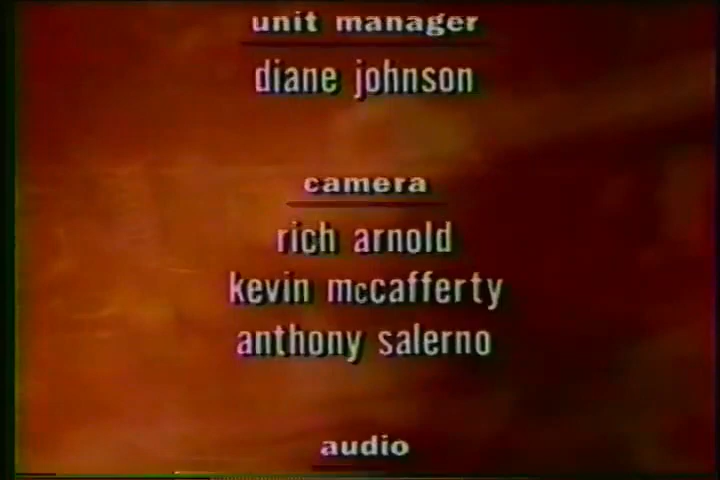 unit manager
diane johnson
camera
rich arnold
kevin mccafferty
anthony salerno
audio